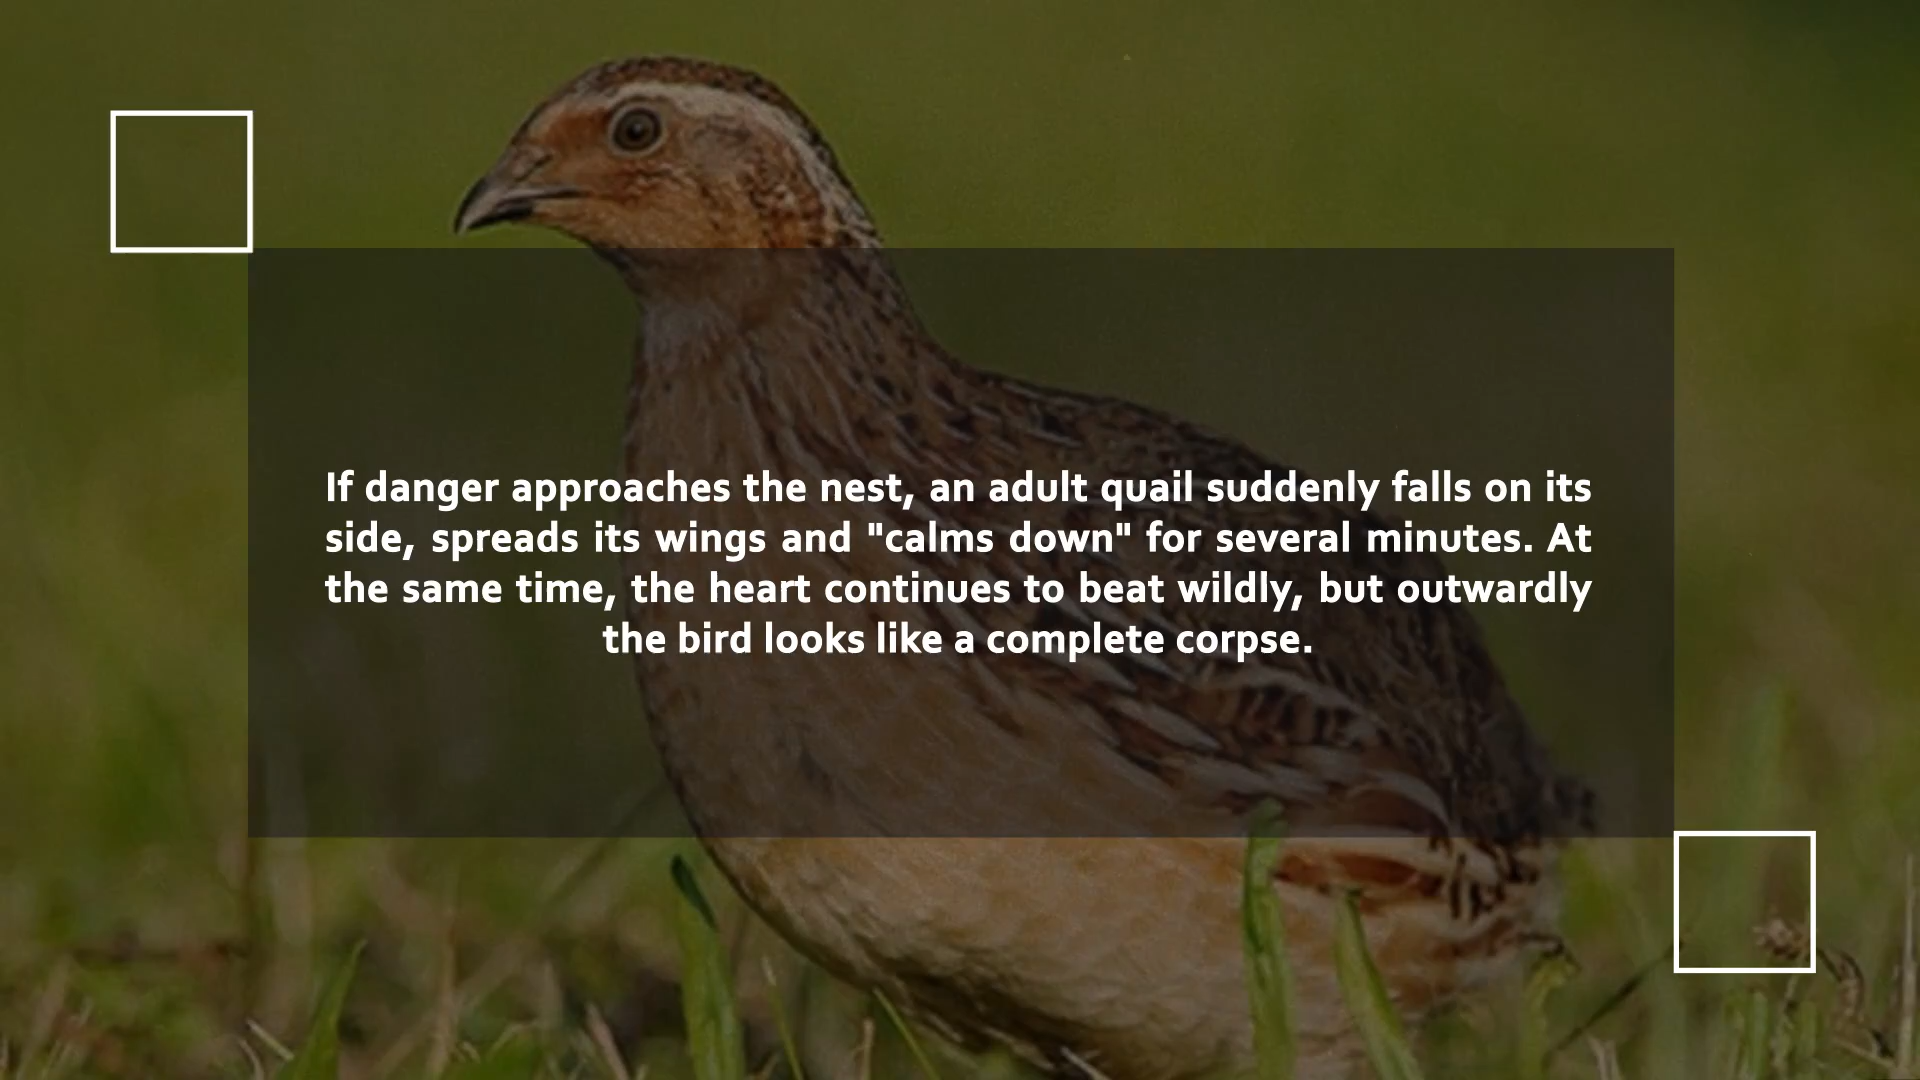 If danger approaches the nest, an adult quail suddenly falls on its
side, spreads its wings and "calms down" for several minutes. At
the same time, the heart continues to beat wildly, but outwardly
the bird looks like a complete corpse.